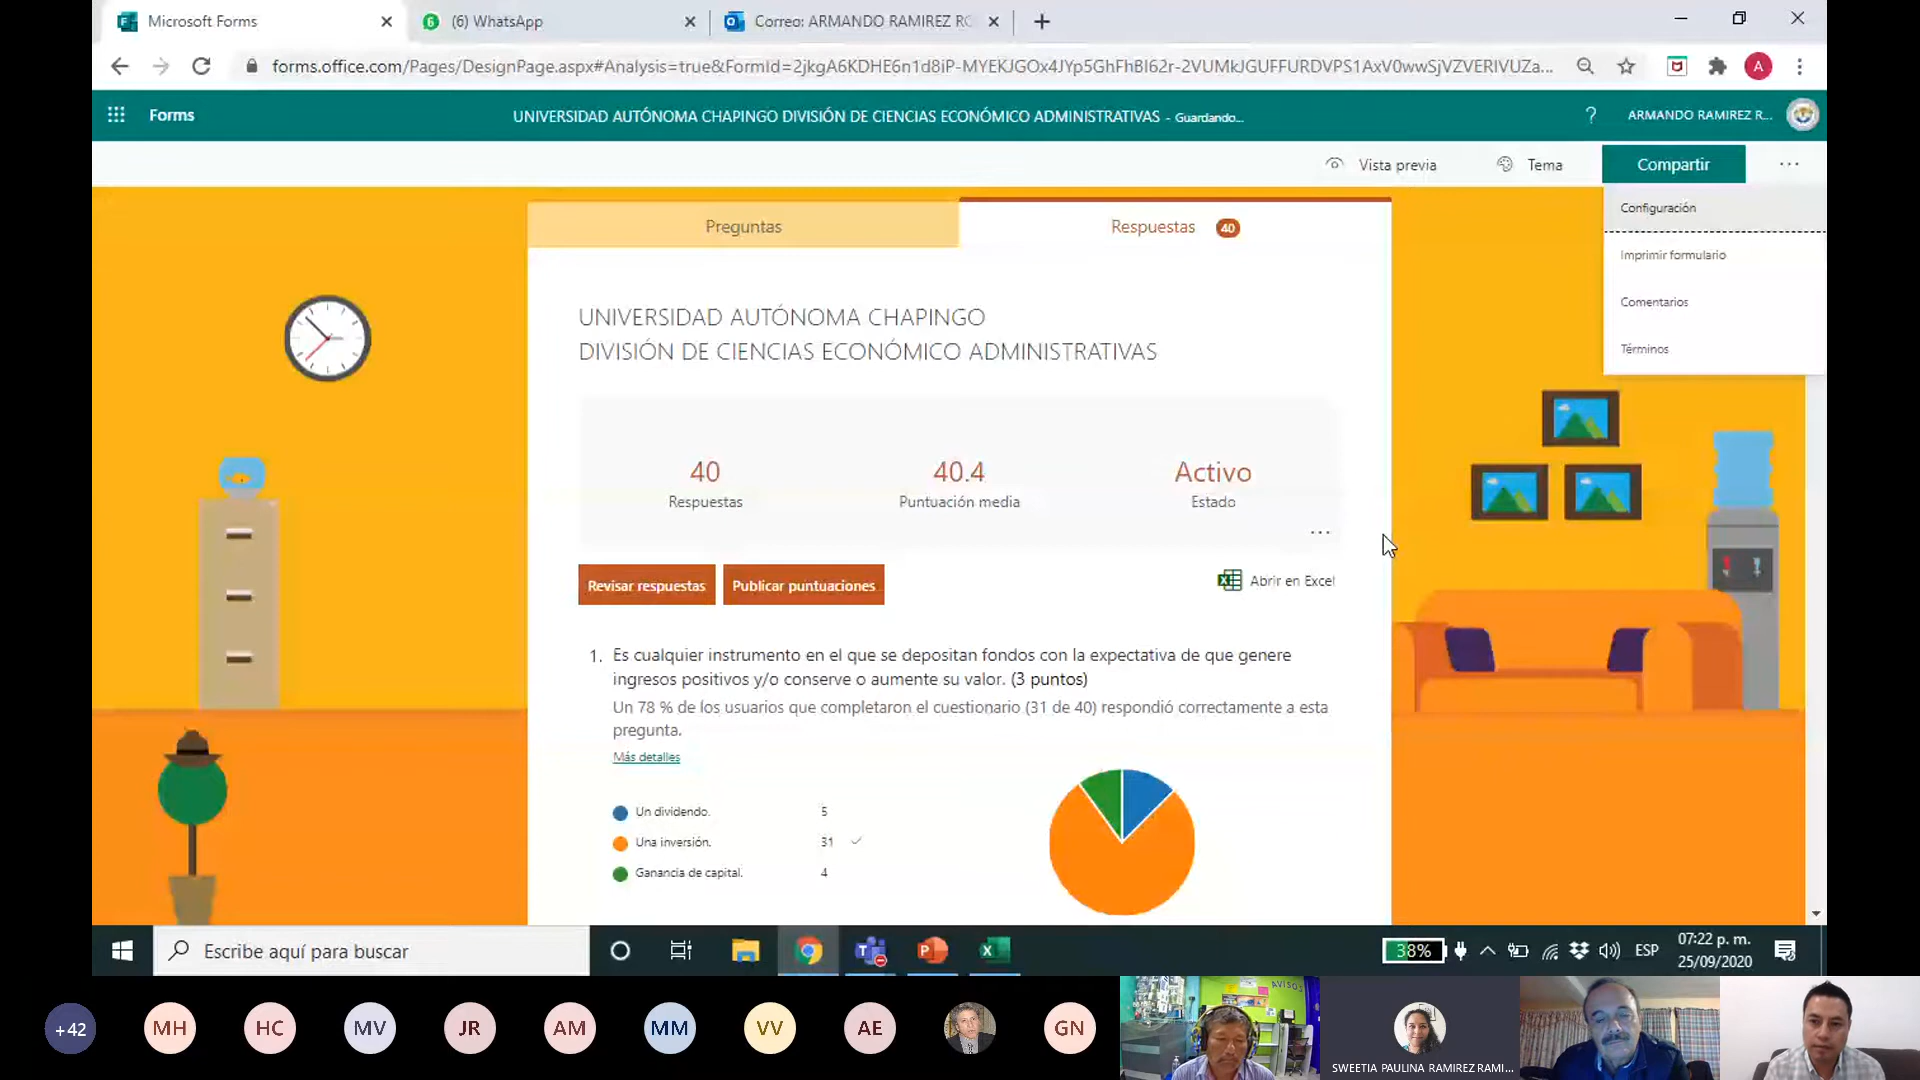 Microsoft Forms
(6) WhatsApp
Correo: ARMANDO RAMIREZ RO
forms.office.com/Pages/DesignPage.aspx#Analysis=true&FormId=2jkgA6KDHE6n1d8iP-MYEKJGOx4JYp5GhFhBI62r-2VUMkJGUFFURDVPS1AxV0wwSjVZVERIVUZa...
A
Forms
UNIVERSIDAD AUTÓNOMA CHAPINGO DIVISIÓN DE CIENCIAS ECONÓMICO ADMINISTRATIVAS - Guardando...
?
ARMANDO RAMIREZ R...
Vista previa
Tema
Compartir
...
Configuración
Imprimir formulario
Comentarios
Términos
Preguntas
Respuestas 40
UNIVERSIDAD AUTÓNOMA CHAPINGO
DIVISIÓN DE CIENCIAS ECONÓMICO ADMINISTRATIVAS
40
Respuestas
40.4
Puntuación media
Activo
Estado
...
Revisar respuestas
Publicar puntuaciones
Abrir en Excel
1. Es cualquier instrumento en el que se depositan fondos con la expectativa de que genere
ingresos positivos y/o conserve o aumente su valor. (3 puntos)
Un 78 % de los usuarios que completaron el cuestionario (31 de 40) respondió correctamente a esta
pregunta.
Más detalles
Un dividendo. 5
Una inversión. 31
Ganancia de capital. 4
Escribe aquí para buscar
38%
ESP
07:22 p. m.
25/09/2020
+42
MH
HC
MV
JR
AM
MM
VV
AE
GN
AVISOS
SWEETIA PAULINA RAMIREZ RAMI...